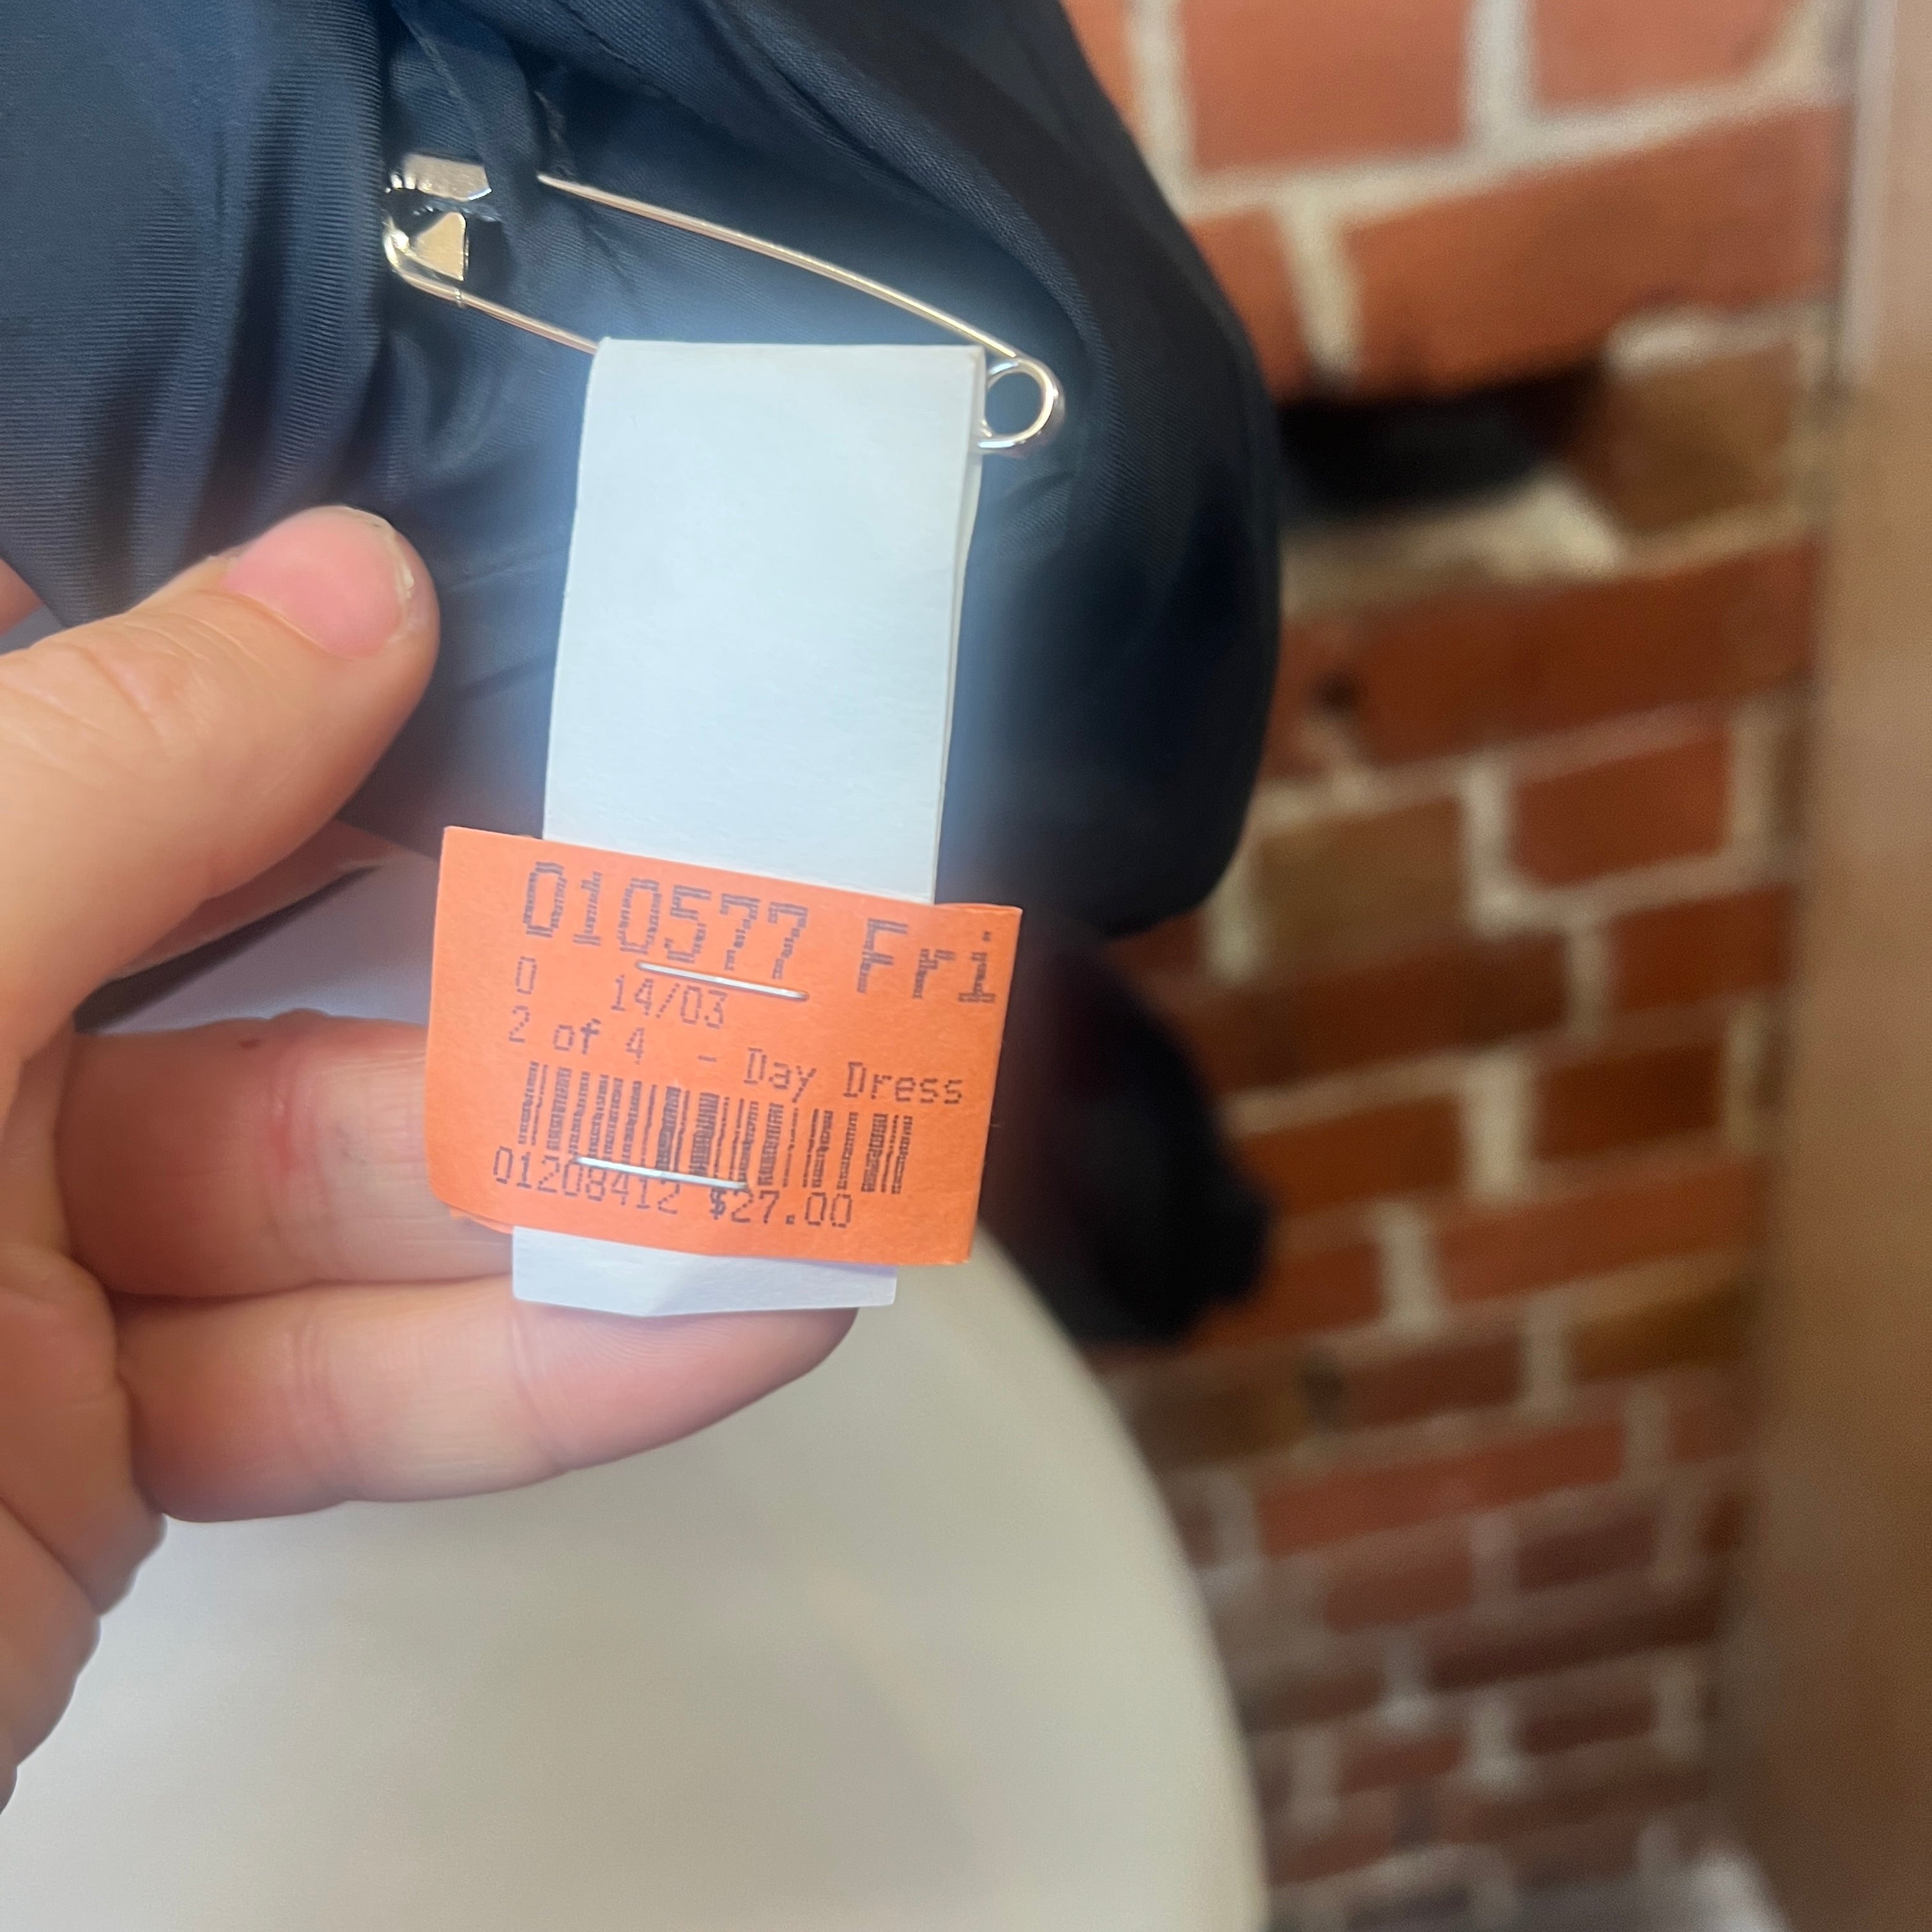 010577 Fri
0 14/03
2 of 4 - Day Dress
01208412 $27.00